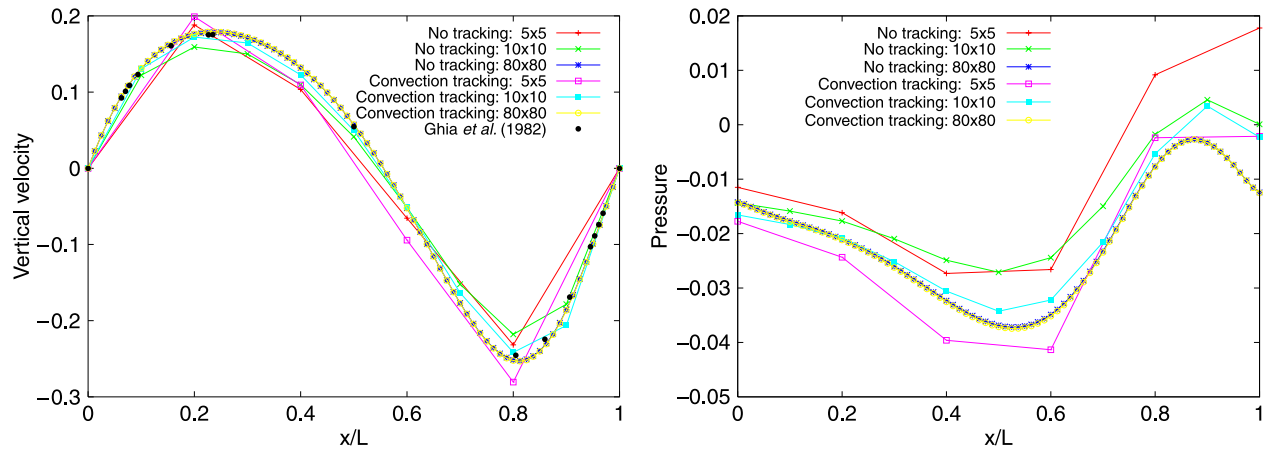 0.2
0.1
0
−0.1
−0.2
−0.3
Vertical velocity
No tracking: 5x5
No tracking: 10x10
No tracking: 80x80
Convection tracking: 5x5
Convection tracking: 10x10
Convection tracking: 80x80
Ghia et al. (1982)
0 0.2 0.4 0.6 0.8 1
x/L
0.02
0.01
0
−0.01
−0.02
−0.03
−0.04
−0.05
Pressure
No tracking: 5x5
No tracking: 10x10
No tracking: 80x80
Convection tracking: 5x5
Convection tracking: 10x10
Convection tracking: 80x80
0 0.2 0.4 0.6 0.8 1
x/L